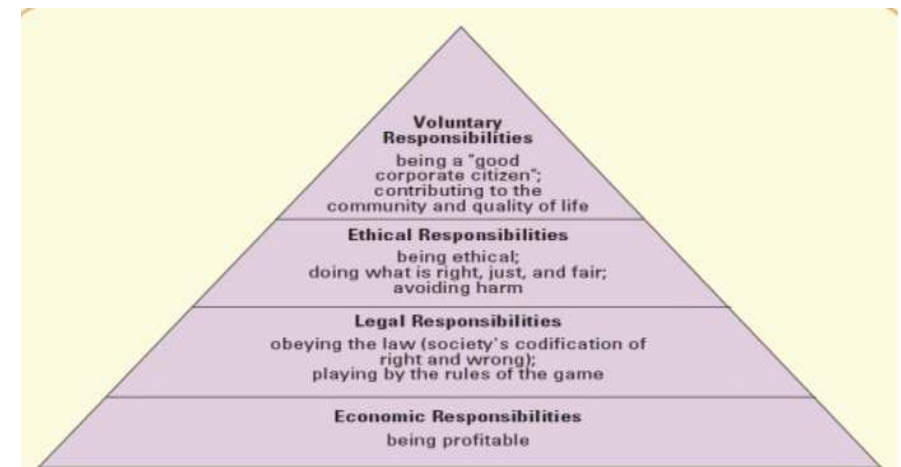 Voluntary
Responsibilities
being a "good
corporate citizen";
contributing to the
community and quality of life
Ethical Responsibilities
being ethical;
doing what is right, just, and fair;
avoiding harm
Legal Responsibilities
obeying the law (society's codification of
right and wrong);
playing by the rules of the game
Economic Responsibilities
being profitable